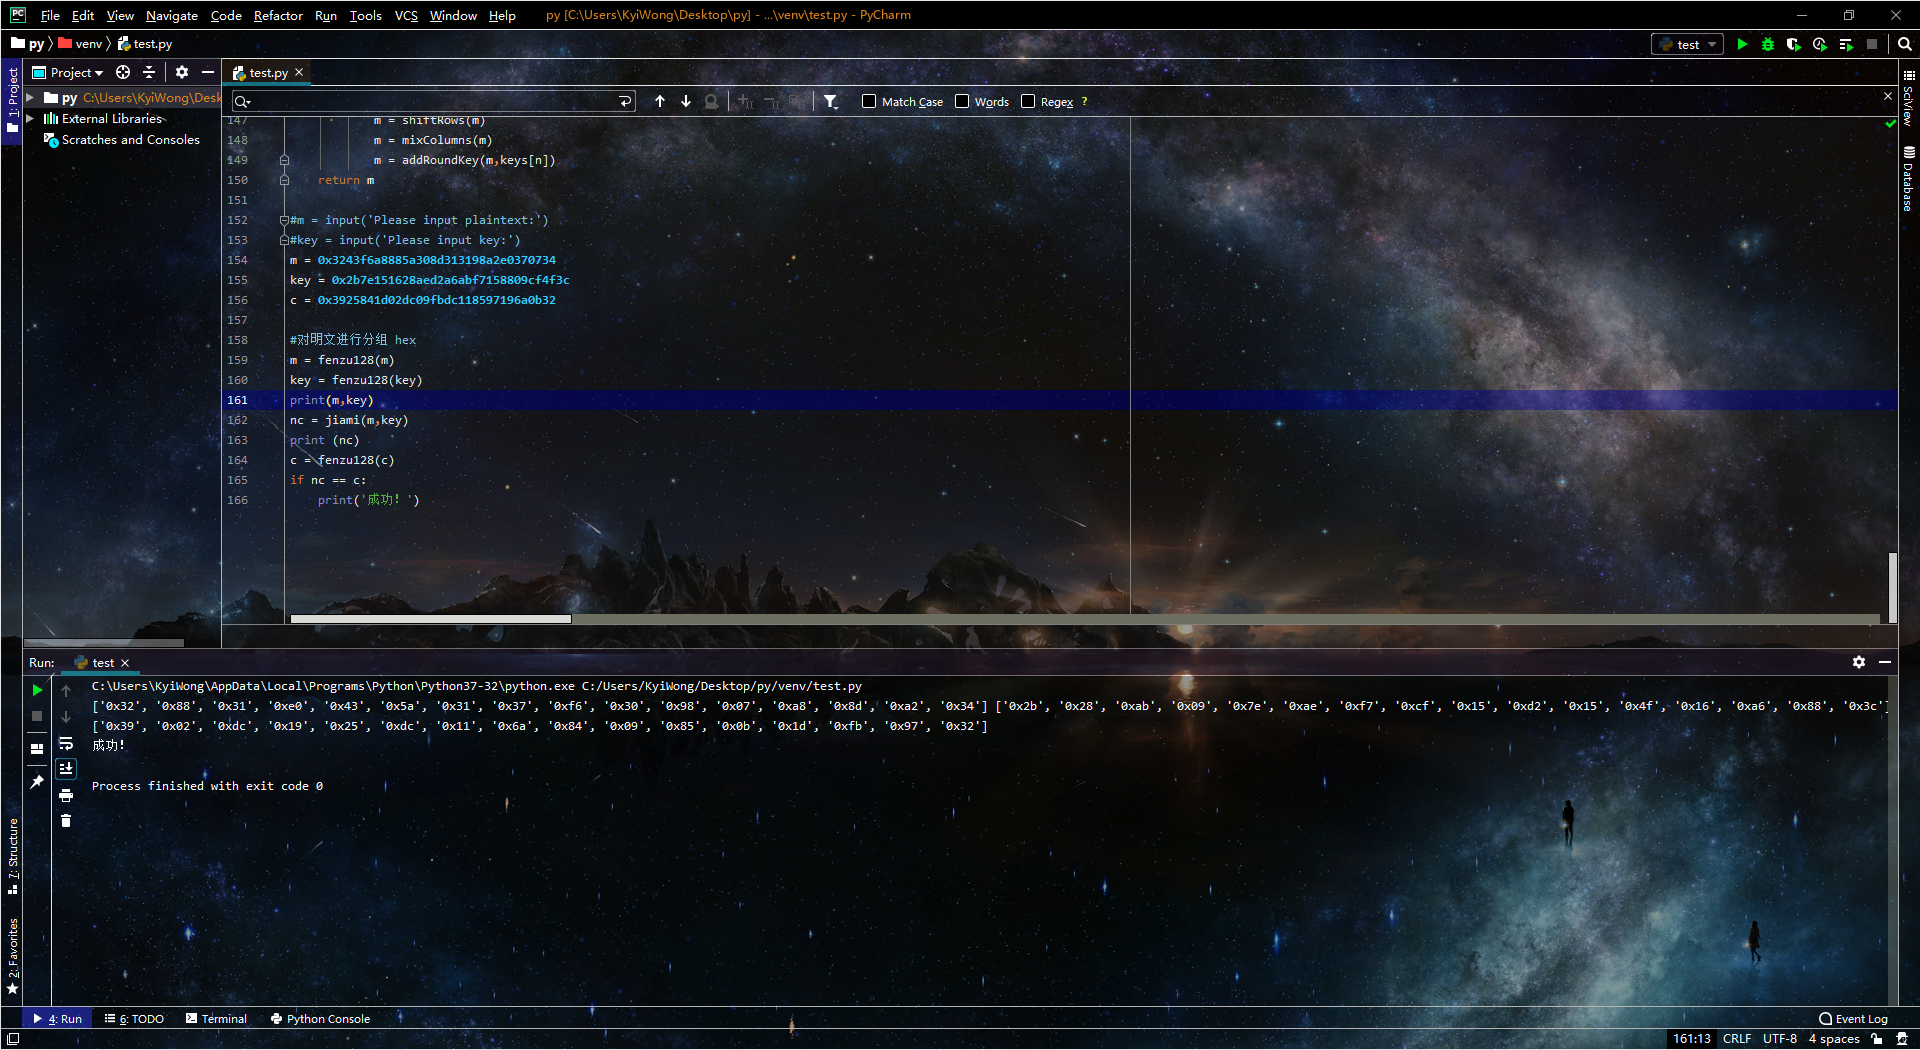 PC File Edit View Navigate Code Refactor Run Tools VCS Window Help py [C:\Users\KyiWong\Desktop\py] - ...\venv\test.py - PyCharm
py venv test.py
test
1: Project
Project
py C:\Users\KyiWong\Desk
External Libraries
Scratches and Consoles
test.py
Match Case Words Regex ?
147 m = shiftRows(m)
148 m = mixColumns(m)
149 m = addRoundKey(m,keys[n])
150 return m
151
152 #m = input('Please input plaintext:')
153 #key = input('Please input key:')
154 m = 0x3243f6a8885a308d313198a2e0370734
155 key = 0x2b7e151628aed2a6abf7158809cf4f3c
156 c = 0x3925841d02dc09fbdc118597196a0b32
157
158 #对明文进行分组 hex
159 m = fenzu128(m)
160 key = fenzu128(key)
161 print(m,key)
162 nc = jiami(m,key)
163 print (nc)
164 c = fenzu128(c)
165 if nc == c:
166 print('成功！')
SciView
Database
Run: test
C:\Users\KyiWong\AppData\Local\Programs\Python\Python37-32\python.exe C:/Users/KyiWong/Desktop/py/venv/test.py
['0x32', '0x88', '0x31', '0xe0', '0x43', '0x5a', '0x31', '0x37', '0xf6', '0x30', '0x98', '0x07', '0xa8', '0x8d', '0xa2', '0x34'] ['0x2b', '0x28', '0xab', '0x09', '0x7e', '0xae', '0xf7', '0xcf', '0x15', '0xd2', '0x15', '0x4f', '0x16', '0xa6', '0x88', '0x3c']
['0x39', '0x02', '0xdc', '0x19', '0x25', '0xdc', '0x11', '0x6a', '0x84', '0x09', '0x85', '0x0b', '0x1d', '0xfb', '0x97', '0x32']
成功！
Process finished with exit code 0
7: Structure
2: Favorites
4: Run 6: TODO Terminal Python Console Event Log
161:13 CRLF UTF-8 4 spaces